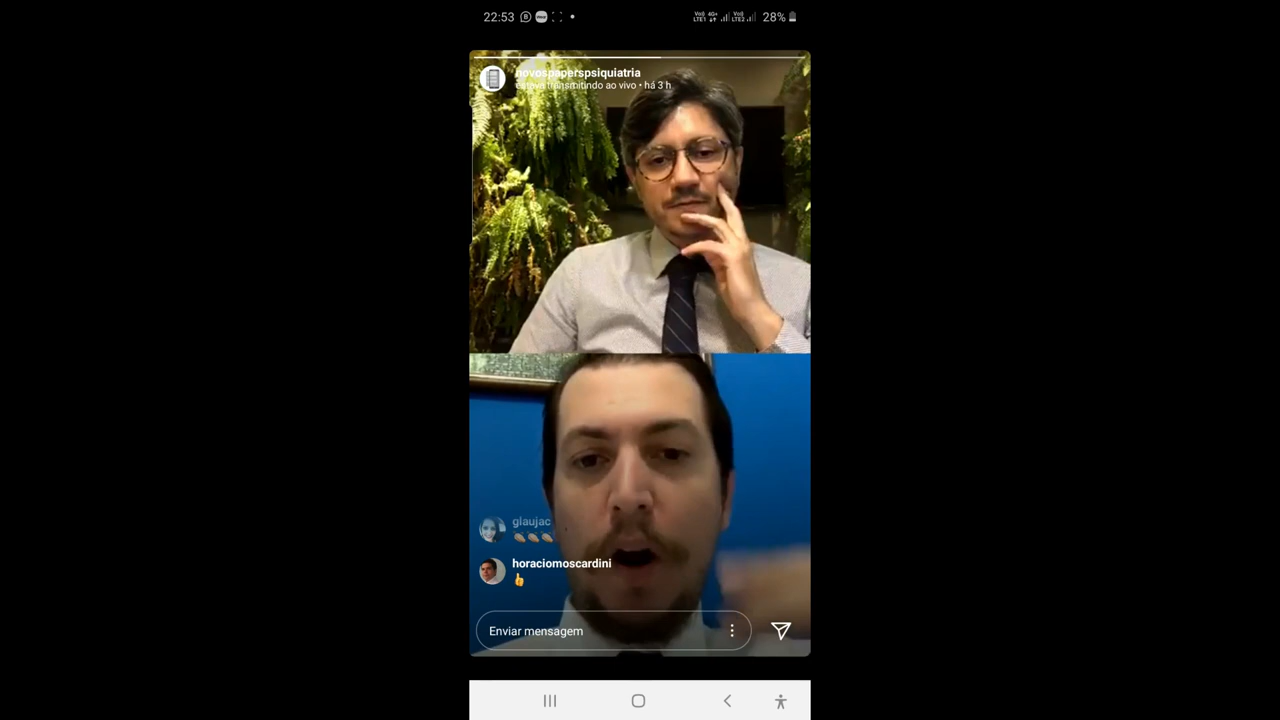 22:53
28%
novospaperspsiquiatria
estava transmitindo ao vivo • há 3 h
glaujac
horaciomoscardini
Enviar mensagem